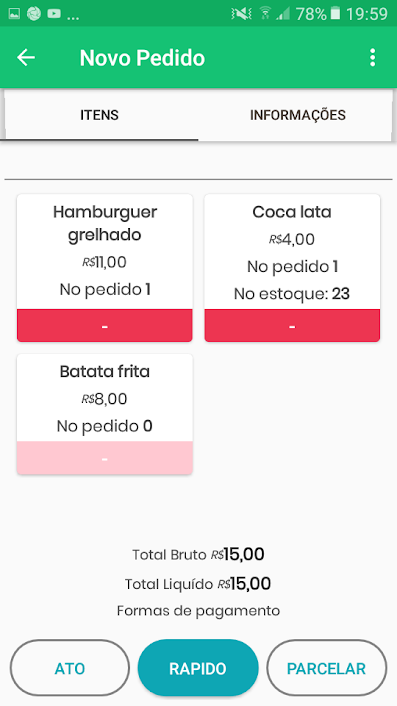 ... 78% 19:59
Novo Pedido
ITENS INFORMAÇÕES
Hamburguer
grelhado
R$11,00
No pedido 1
-
Coca lata
R$4,00
No pedido 1
No estoque: 23
-
Batata frita
R$8,00
No pedido 0
-
Total Bruto R$15,00
Total Liquído R$15,00
Formas de pagamento
ATO RAPIDO PARCELAR